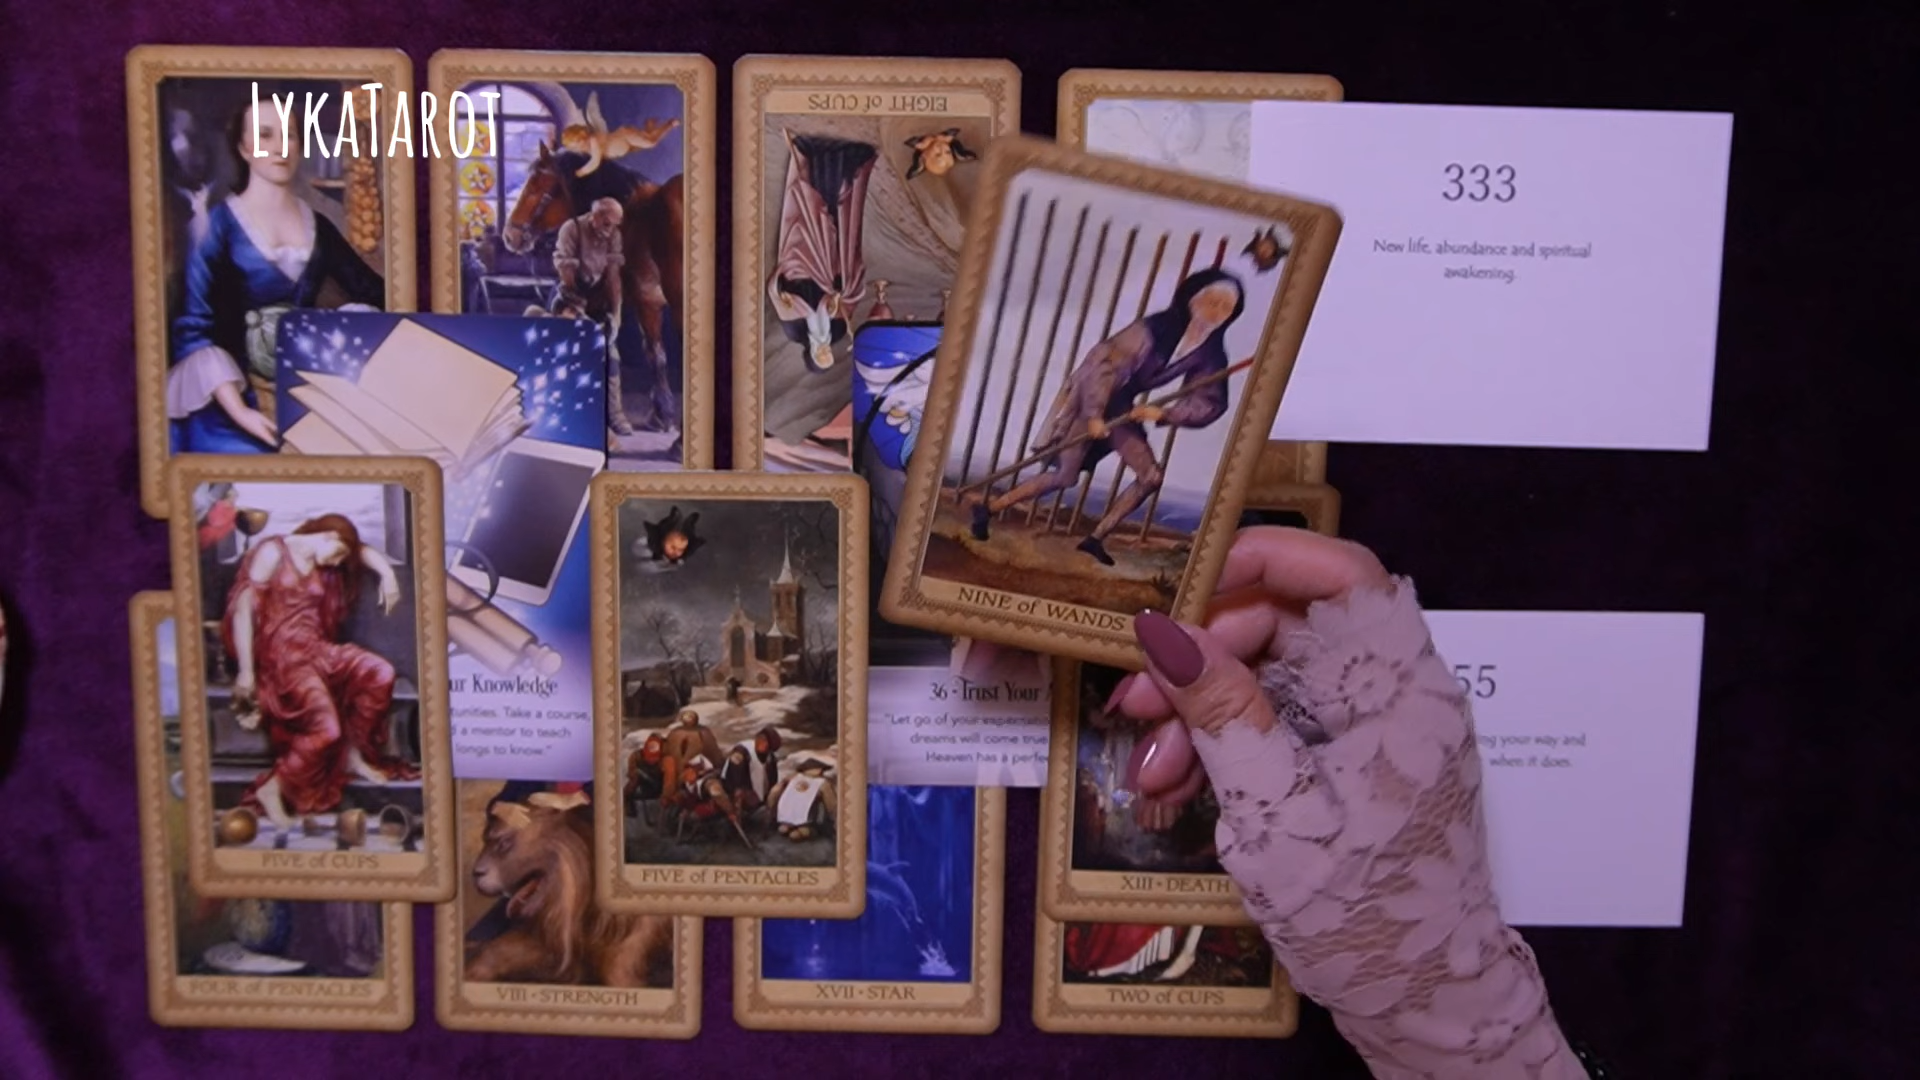 LYKATAROT
EIGHT of CUPS
333
New life, abundance and spiritual
awakening.
NINE of WANDS
Knowledge
Take a course,
a mentor to teach
longs to know."
36 • Trust Your
"Let go of your
dreams will come true
Heaven has a
55
your way and
when it does.
FIVE of CUPS
FIVE of PENTACLES
XIII • DEATH
FOUR of PENTACLES
VIII • STRENGTH
XVII • STAR
TWO of CUPS